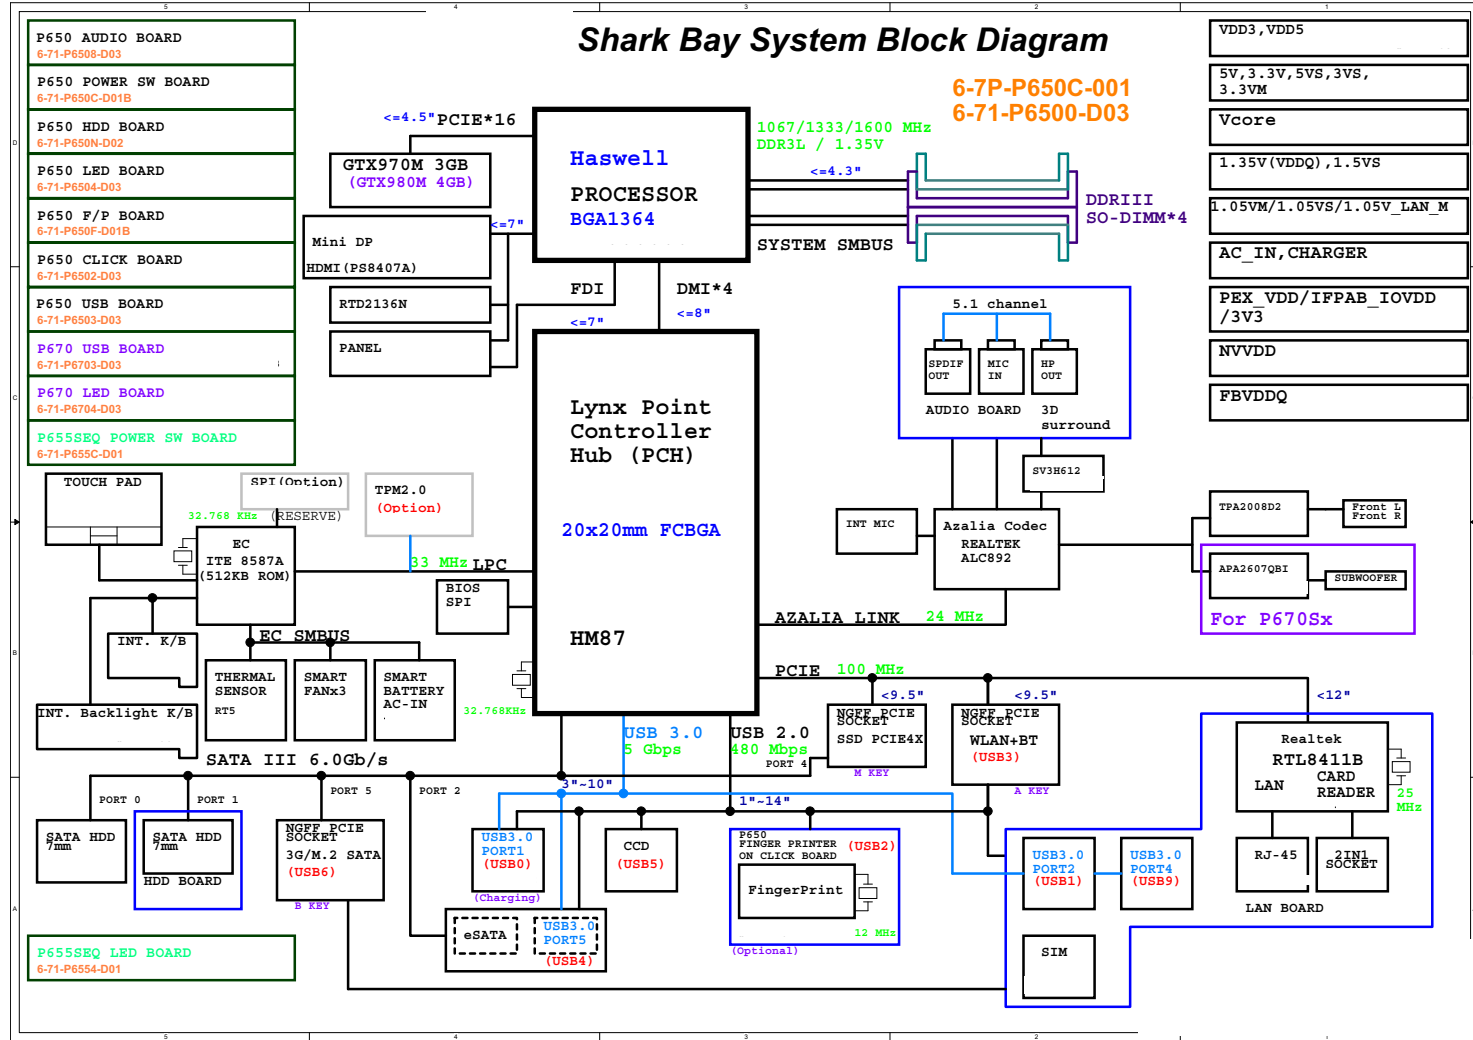 Shark Bay System Block Diagram
6-7P-P650C-001
6-71-P6500-D03
P650 AUDIO BOARD
6-71-P6508-D03
P650 POWER SW BOARD
6-71-P650C-D01B
P650 HDD BOARD
6-71-P650N-D02
P650 LED BOARD
6-71-P6504-D03
P650 F/P BOARD
6-71-P650F-D01B
P650 CLICK BOARD
6-71-P6502-D03
P650 USB BOARD
6-71-P6503-D03
P670 USB BOARD
6-71-P6703-D03
P670 LED BOARD
6-71-P6704-D03
P655SEQ POWER SW BOARD
6-71-P655C-D01
VDD3,VDD5
5V,3.3V,5VS,3VS,
3.3VM
Vcore
1.35V(VDDQ),1.5VS
1.05VM/1.05VS/1.05V_LAN_M
AC_IN,CHARGER
PEX_VDD/IFPAB_IOVDD
/3V3
NVVDD
FBVDDQ
<=4.5" PCIE*16
GTX970M 3GB
(GTX980M 4GB)
<=7"
Mini DP
HDMI(PS8407A)
RTD2136N
PANEL
Haswell
PROCESSOR
BGA1364
1067/1333/1600 MHz
DDR3L / 1.35V
<=4.3"
DDRIII
SO-DIMM*4
SYSTEM SMBUS
FDI
DMI*4
<=7"
<=8"
Lynx Point
Controller
Hub (PCH)
20x20mm FCBGA
HM87
5.1 channel
SPDIF
OUT
MIC
IN
HP
OUT
AUDIO BOARD
3D
surround
SV3H612
INT MIC
Azalia Codec
REALTEK
ALC892
TPA2008D2
Front L
Front R
APA2607QBI
SUBWOOFER
For P670Sx
AZALIA LINK 24 MHz
TOUCH PAD
SPI(Option)
(RESERVE)
32.768 KHz
TPM2.0
(Option)
EC
ITE 8587A
(512KB ROM)
33 MHz LPC
BIOS
SPI
INT. K/B
EC SMBUS
THERMAL
SENSOR
RT5
SMART
FANx3
SMART
BATTERY
AC-IN
INT. Backlight K/B
32.768KHz
PCIE 100 MHz
<9.5"
<9.5"
<12"
NGFF PCIE
SOCKET
SSD PCIE4X
M KEY
NGFF PCIE
SOCKET
WLAN+BT
(USB3)
A KEY
Realtek
RTL8411B
LAN
CARD
READER
25
MHz
USB 3.0
5 Gbps
USB 2.0
480 Mbps
PORT 4
SATA III 6.0Gb/s
3"~10"
1"~14"
PORT 0
PORT 1
PORT 5
PORT 2
SATA HDD
7mm
SATA HDD
7mm
HDD BOARD
NGFF PCIE
SOCKET
3G/M.2 SATA
(USB6)
B KEY
USB3.0
PORT1
(USB0)
(Charging)
CCD
(USB5)
P650
FINGER PRINTER
ON CLICK BOARD
(USB2)
FingerPrint
12 MHz
(Optional)
eSATA
USB3.0
PORT5
(USB4)
USB3.0
PORT2
(USB1)
USB3.0
PORT4
(USB9)
RJ-45
2IN1
SOCKET
LAN BOARD
SIM
P655SEQ LED BOARD
6-71-P6554-D01